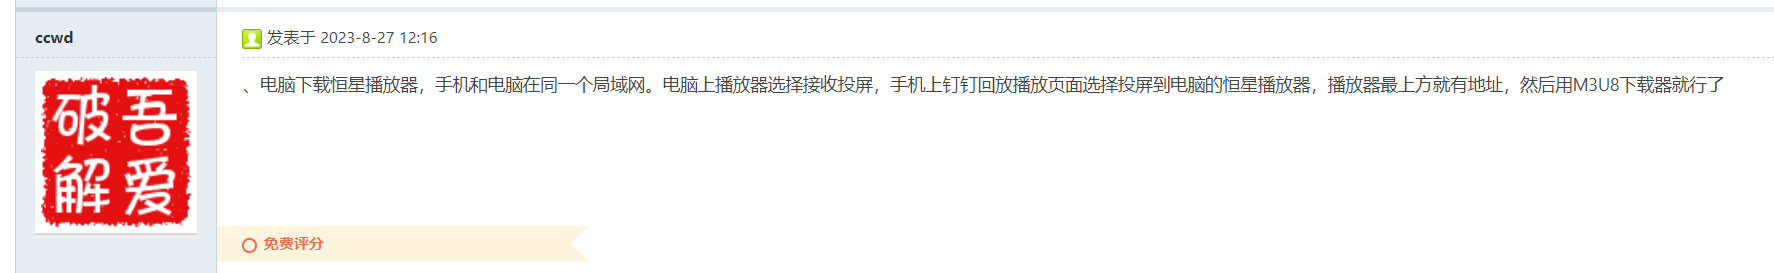 ccwd
发表于 2023-8-27 12:16
、电脑下载恒星播放器，手机和电脑在同一个局域网。电脑上播放器选择接收投屏，手机上钉钉回放播放页面选择投屏到电脑的恒星播放器，播放器最上方就有地址，然后用M3U8下载器就行了
吾爱
破解
免费评分